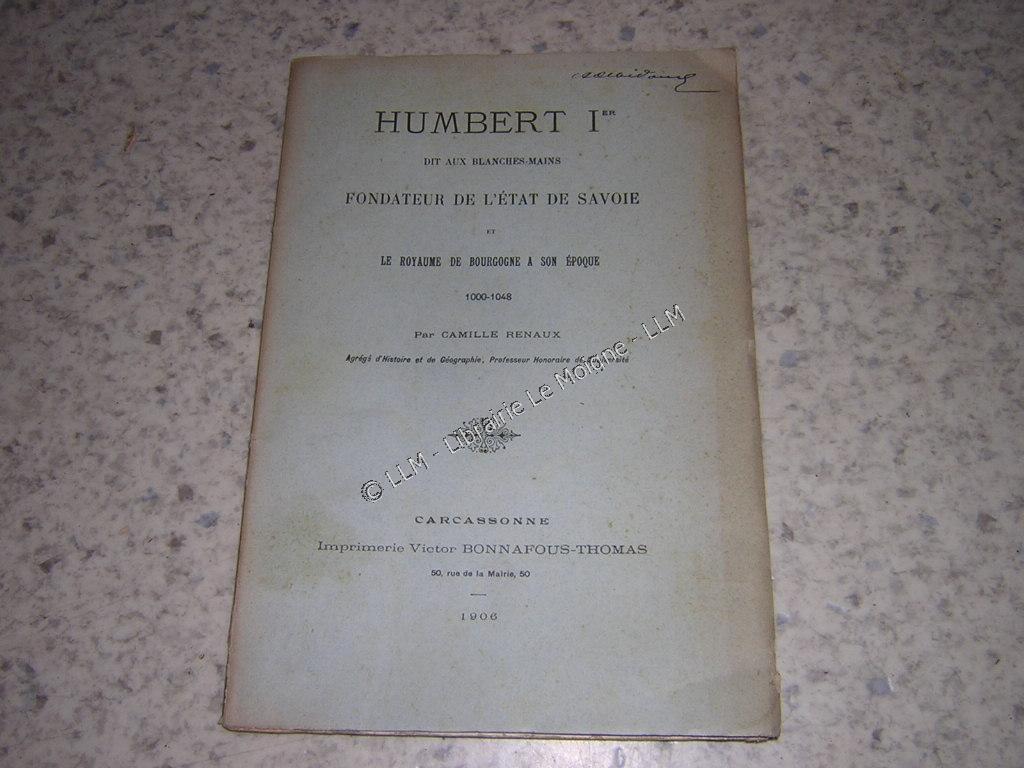 HUMBERT IER
DIT AUX BLANCHES-MAINS
FONDATEUR DE L'ÉTAT DE SAVOIE
ET
LE ROYAUME DE BOURGOGNE A SON ÉPOQUE
1000-1048
Par CAMILLE RENAUX
Agrégé d'Histoire et de Géographie, Professeur Honoraire de
© LLM - Librairie Le Moigne - LLM
CARCASSONNE
Imprimerie Victor BONNAFOUS-THOMAS
50, rue de la Mairie, 50
1906